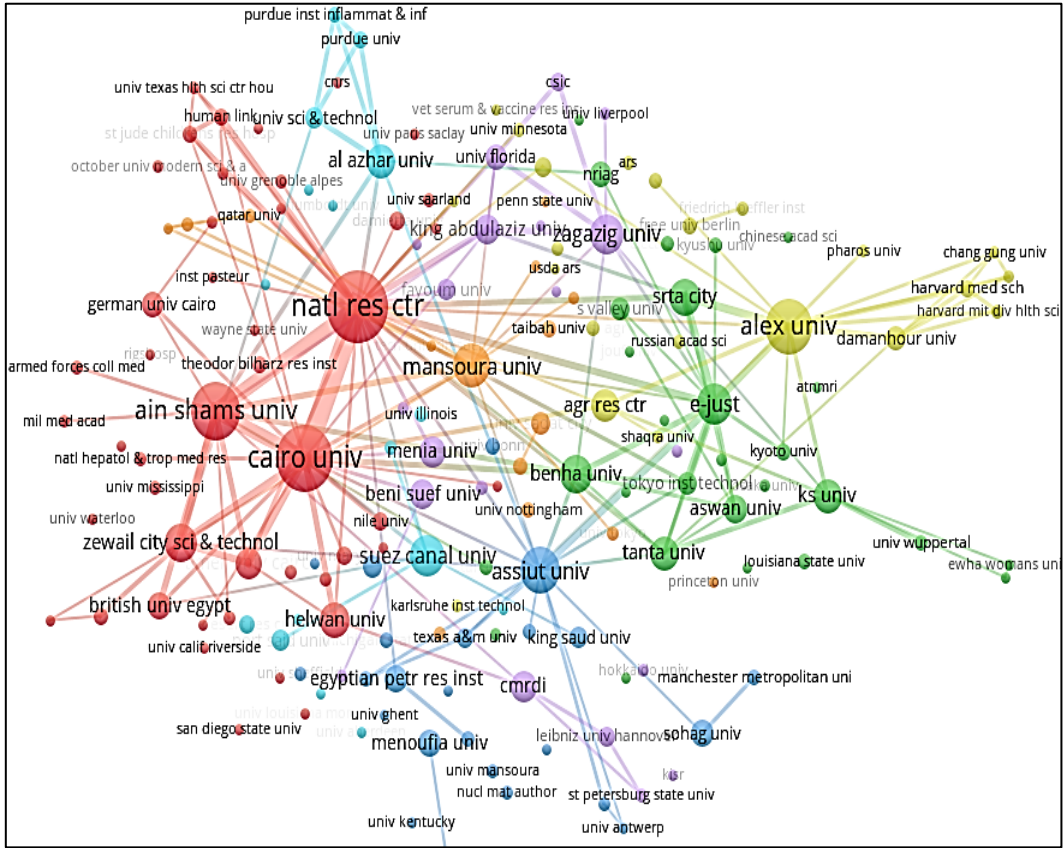 purdue inst inflammat & inf
purdue univ
cnrs
univ texas hlth sci ctr hou
csic
vet serum & vaccine res ins
univ liverpool
human link
univ sci & technol
st jude childrens res hosp
univ paris saclay
univ minnesota
al azhar univ
univ florida
ars
october univ modern sci & a
nriag
univ grenoble alpes
univ saarland
penn state univ
friedrich loeffler inst
qatar univ
king abdulaziz univ
zagazig univ
free univ berlin
kyushu univ
chinese acad sci
pharos univ
chang gung univ
usda ars
inst pasteur
fayoum univ
harvard med sch
german univ cairo
natl res ctr
s valley univ
srta city
harvard mit div hlth sci
wayne state univ
taibah univ
alex univ
russian acad sci
damanhour univ
armed forces coll med
theodor bilharz res inst
mansoura univ
atnmri
ain shams univ
univ illinois
agr res ctr
e-just
mil med acad
shaqra univ
natl hepatol & trop med res
cairo univ
menia univ
univ bonn
kyoto univ
benha univ
tokyo inst technol
univ mississippi
beni suef univ
ks univ
univ waterloo
nile univ
univ nottingham
aswan univ
zewail city sci & technol
suez canal univ
assiut univ
tanta univ
louisiana state univ
univ wuppertal
ewha womans uni
princeton univ
british univ egypt
karlsruhe inst technol
helwan univ
texas a&m univ
king saud univ
univ calif riverside
port said univ
egyptian petr res inst
cmrdi
hokkaido univ
manchester metropolitan uni
san diego state univ
univ ghent
menoufia univ
leibniz univ hannover
sohag univ
univ mansoura
kisr
nucl mat author
st petersburg state univ
univ kentucky
univ antwerp